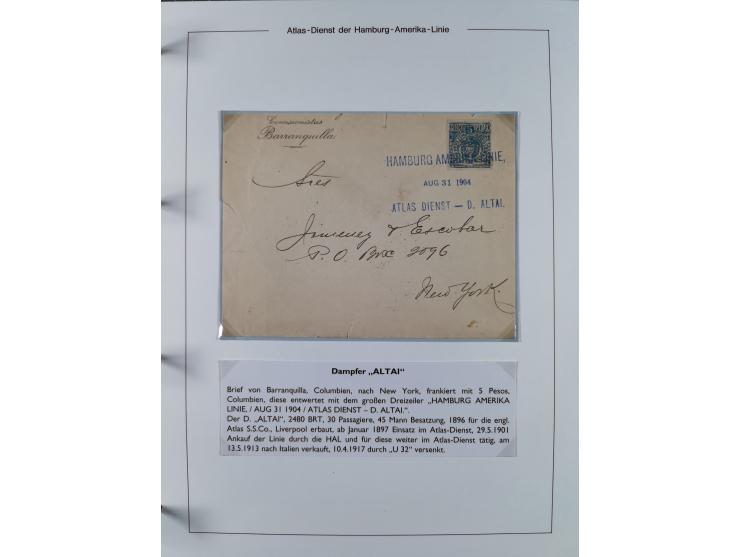 Atlas-Dienst der Hamburg-Amerika-Linie
Comisionistas
Barranquilla
HAMBURG AMERIKA LINIE,
AUG 31 1904
ATLAS DIENST — D. ALTAI.
Sres
Jimenez & Escobar
P. O. Box 2096
New York.
Dampfer „ALTAI“
Brief von Barranquilla, Columbien, nach New York, frankiert mit 5 Pesos,
Columbien, diese entwertet mit dem großen Dreizeiler „HAMBURG AMERIKA
LINIE, / AUG 31 1904 / ATLAS DIENST – D. ALTAI.“.
Der D. „ALTAI“, 2480 BRT, 30 Passagiere, 45 Mann Besatzung, 1896 für die engl.
Atlas S.S.Co., Liverpool erbaut, ab Januar 1897 Einsatz im Atlas-Dienst, 29.5.1901
Ankauf der Linie durch die HAL und für diese weiter im Atlas-Dienst tätig, am
13.5.1913 nach Italien verkauft, 10.4.1917 durch „U 32“ versenkt.